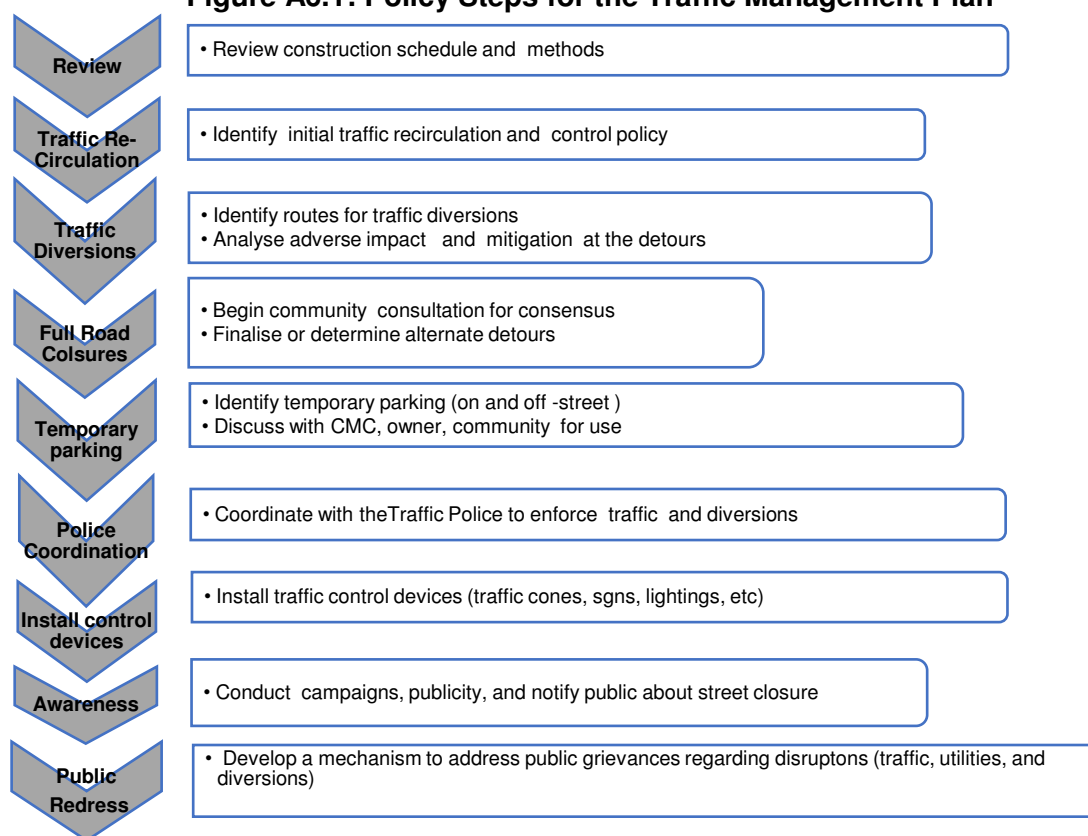 Figure A6.1: Policy Steps for the Traffic Management Plan
Review
• Review construction schedule and methods
Traffic Re-
Circulation
• Identify initial traffic recirculation and control policy
Traffic
Diversions
• Identify routes for traffic diversions
• Analyse adverse impact and mitigation at the detours
Full Road
Colsures
• Begin community consultation for consensus
• Finalise or determine alternate detours
Temporary
parking
• Identify temporary parking (on and off -street )
• Discuss with CMC, owner, community for use
Police
Coordination
• Coordinate with theTraffic Police to enforce traffic and diversions
Install control
devices
• Install traffic control devices (traffic cones, sgns, lightings, etc)
Awareness
• Conduct campaigns, publicity, and notify public about street closure
Public
Redress
• Develop a mechanism to address public grievances regarding disruptons (traffic, utilities, and
diversions)